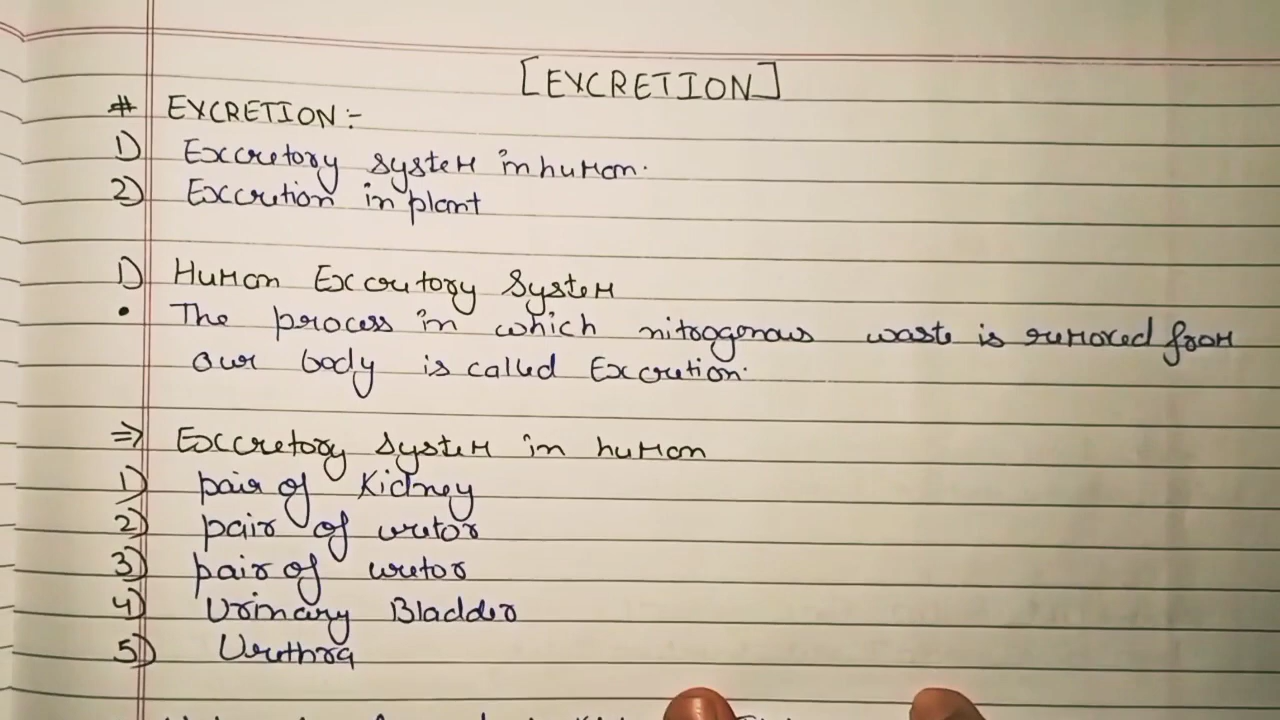 [EXCRETION]
# EXCRETION :-
1) Excretory system in human.
2) Excretion in plant
1) Human Excretory System
• The process in which nitrogenous waste is removed from
our body is called Excretion.
⇒ Excretory system in human
1) pair of Kidney
2) pair of uretor
3) pair of uretor
4) Urinary Bladder
5) Urethra